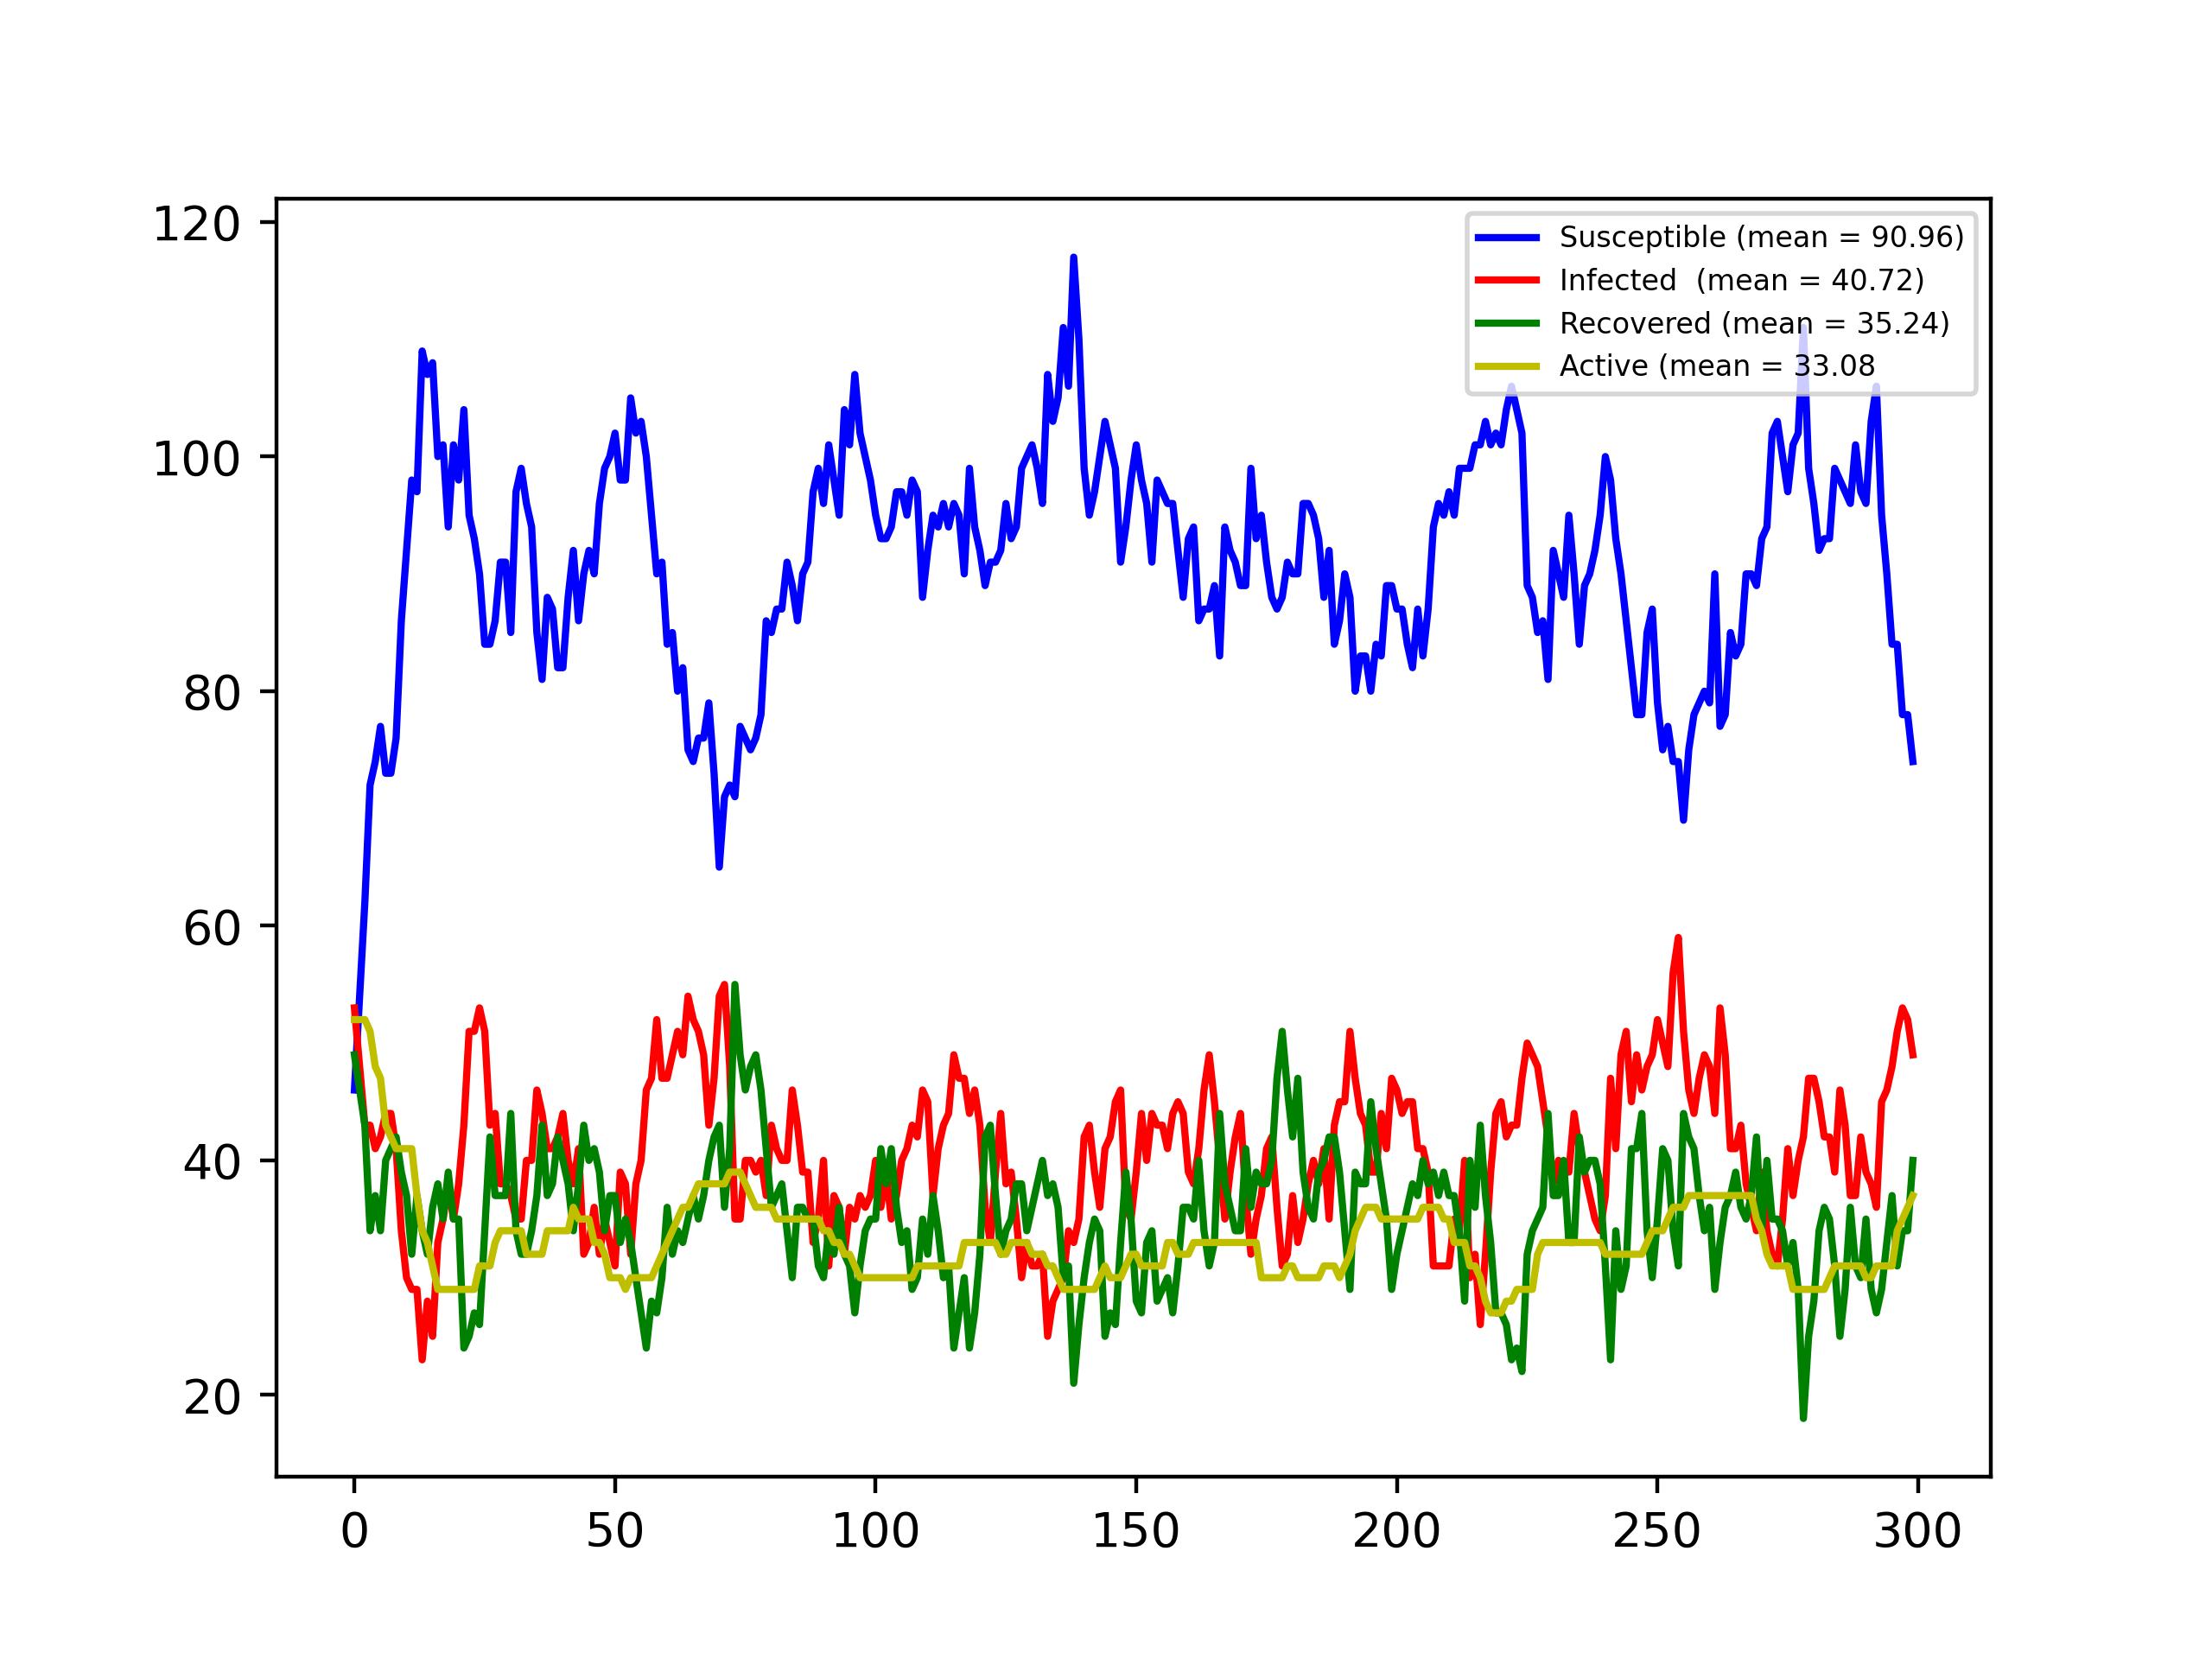 120
100
80
60
40
20
0 50 100 150 200 250 300
Susceptible (mean = 90.96)
Infected  (mean = 40.72)
Recovered (mean = 35.24)
Active (mean = 33.08